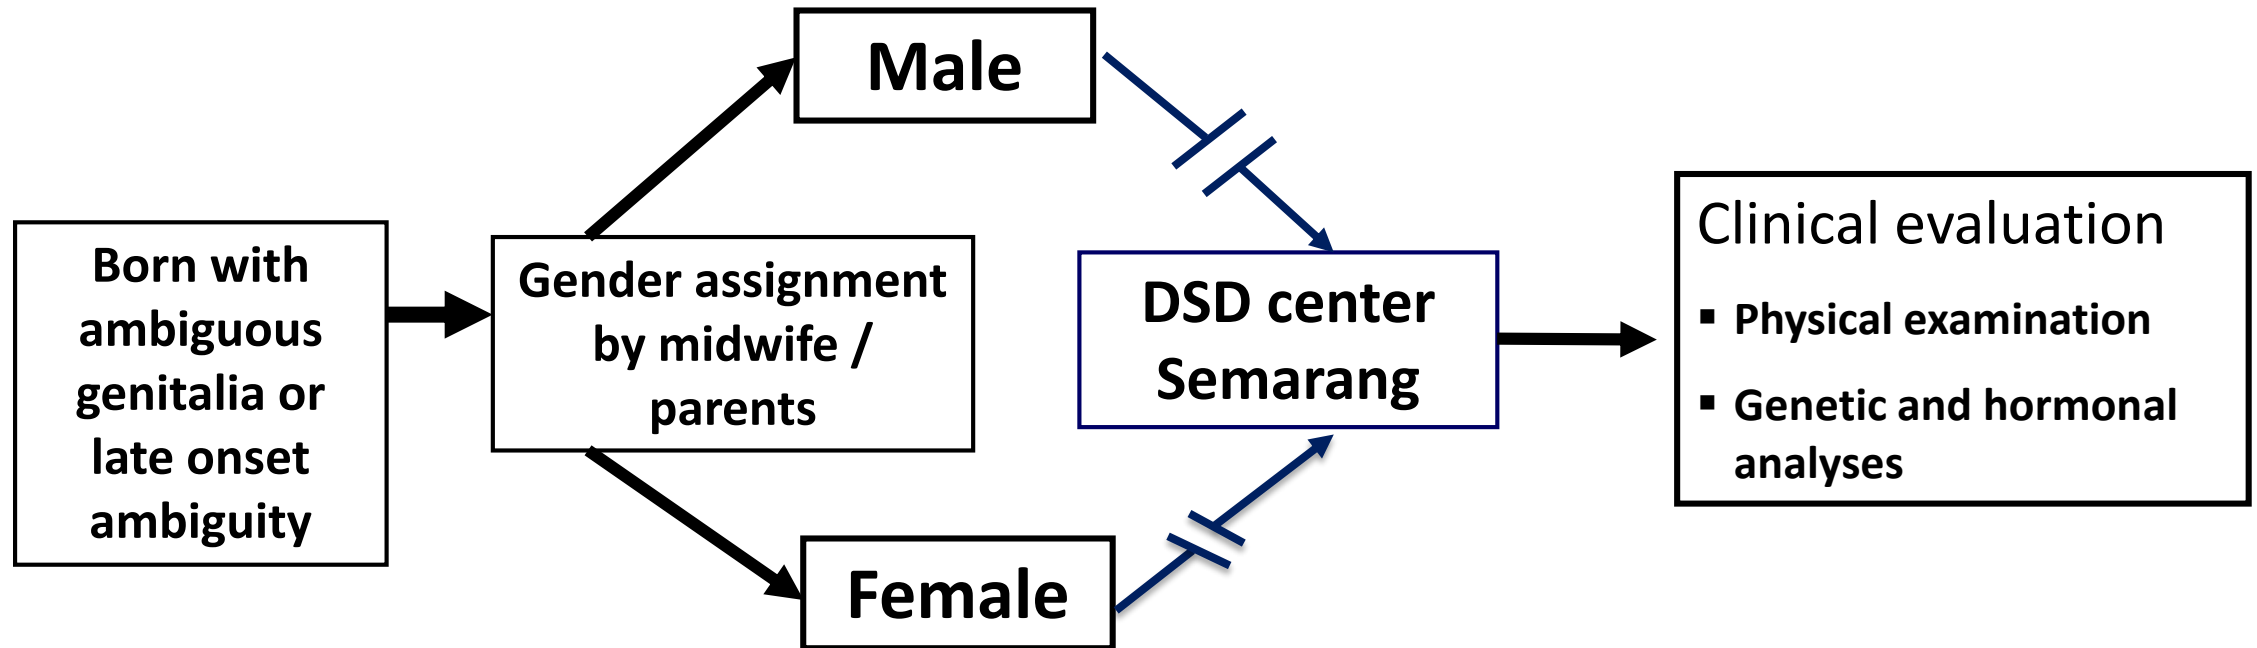 Male
Born with
ambiguous
genitalia or
late onset
ambiguity
Gender assignment
by midwife /
parents
Female
DSD center
Semarang
Clinical evaluation
▪ Physical examination
▪ Genetic and hormonal
analyses